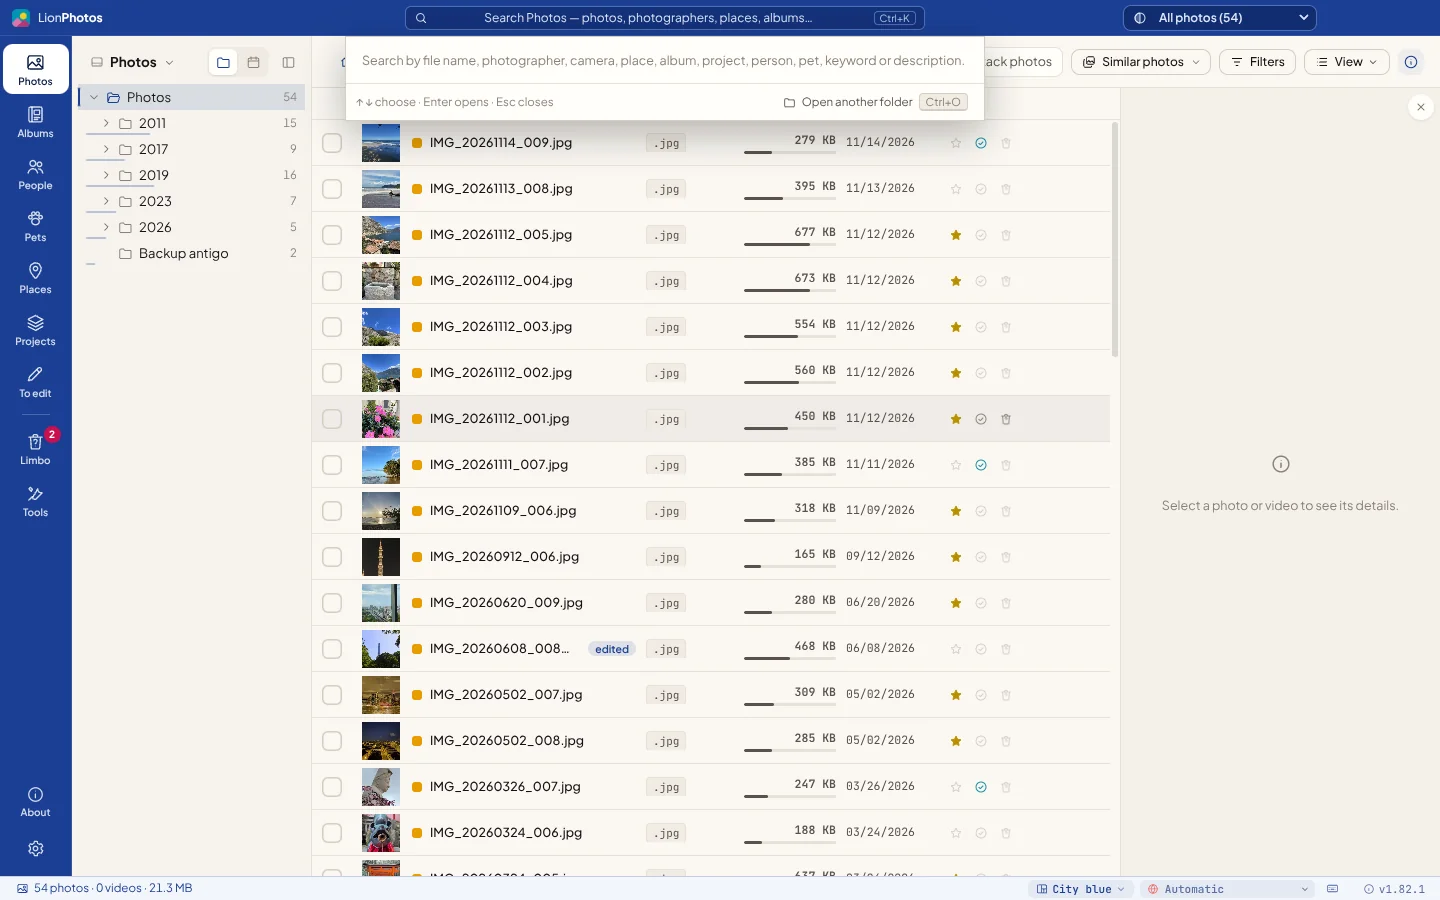 LionPhotos
Search Photos — photos, photographers, places, albums...
Ctrl+K
All photos (54)
Photos
Albums
People
Pets
Places
Projects
To edit
2
Limbo
Tools
About
Photos
Photos 54
2011 15
2017 9
2019 16
2023 7
2026 5
Backup antigo 2
Search by file name, photographer, camera, place, album, project, person, pet, keyword or description.
↑↓ choose · Enter opens · Esc closes
Open another folder Ctrl+O
ack photos
Similar photos
Filters
View
IMG_20261114_009.jpg .jpg 279 KB 11/14/2026
IMG_20261113_008.jpg .jpg 395 KB 11/13/2026
IMG_20261112_005.jpg .jpg 677 KB 11/12/2026
IMG_20261112_004.jpg .jpg 673 KB 11/12/2026
IMG_20261112_003.jpg .jpg 554 KB 11/12/2026
IMG_20261112_002.jpg .jpg 560 KB 11/12/2026
IMG_20261112_001.jpg .jpg 450 KB 11/12/2026
IMG_20261111_007.jpg .jpg 385 KB 11/11/2026
IMG_20261109_006.jpg .jpg 318 KB 11/09/2026
IMG_20260912_006.jpg .jpg 165 KB 09/12/2026
IMG_20260620_009.jpg .jpg 280 KB 06/20/2026
IMG_20260608_008... edited .jpg 468 KB 06/08/2026
IMG_20260502_007.jpg .jpg 309 KB 05/02/2026
IMG_20260502_008.jpg .jpg 285 KB 05/02/2026
IMG_20260326_007.jpg .jpg 247 KB 03/26/2026
IMG_20260324_006.jpg .jpg 188 KB 03/24/2026
Select a photo or video to see its details.
54 photos · 0 videos · 21.3 MB
City blue
Automatic
v1.82.1